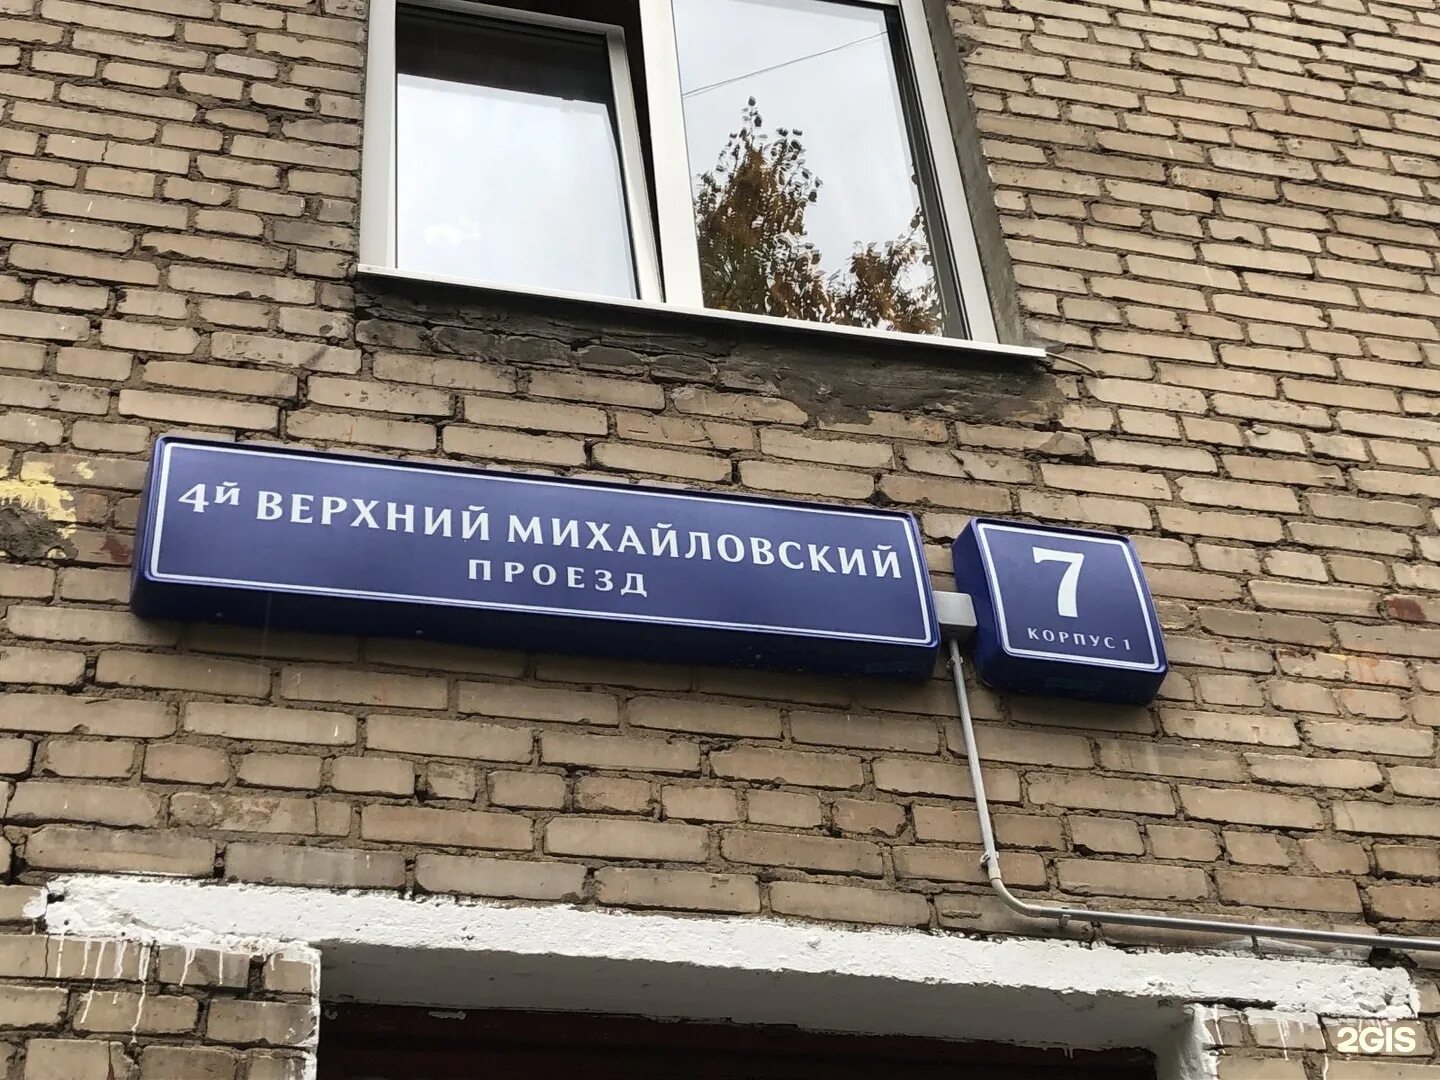 4й ВЕРХНИЙ МИХАЙЛОВСКИЙ
ПРОЕЗД
7
КОРПУС 1
2GIS